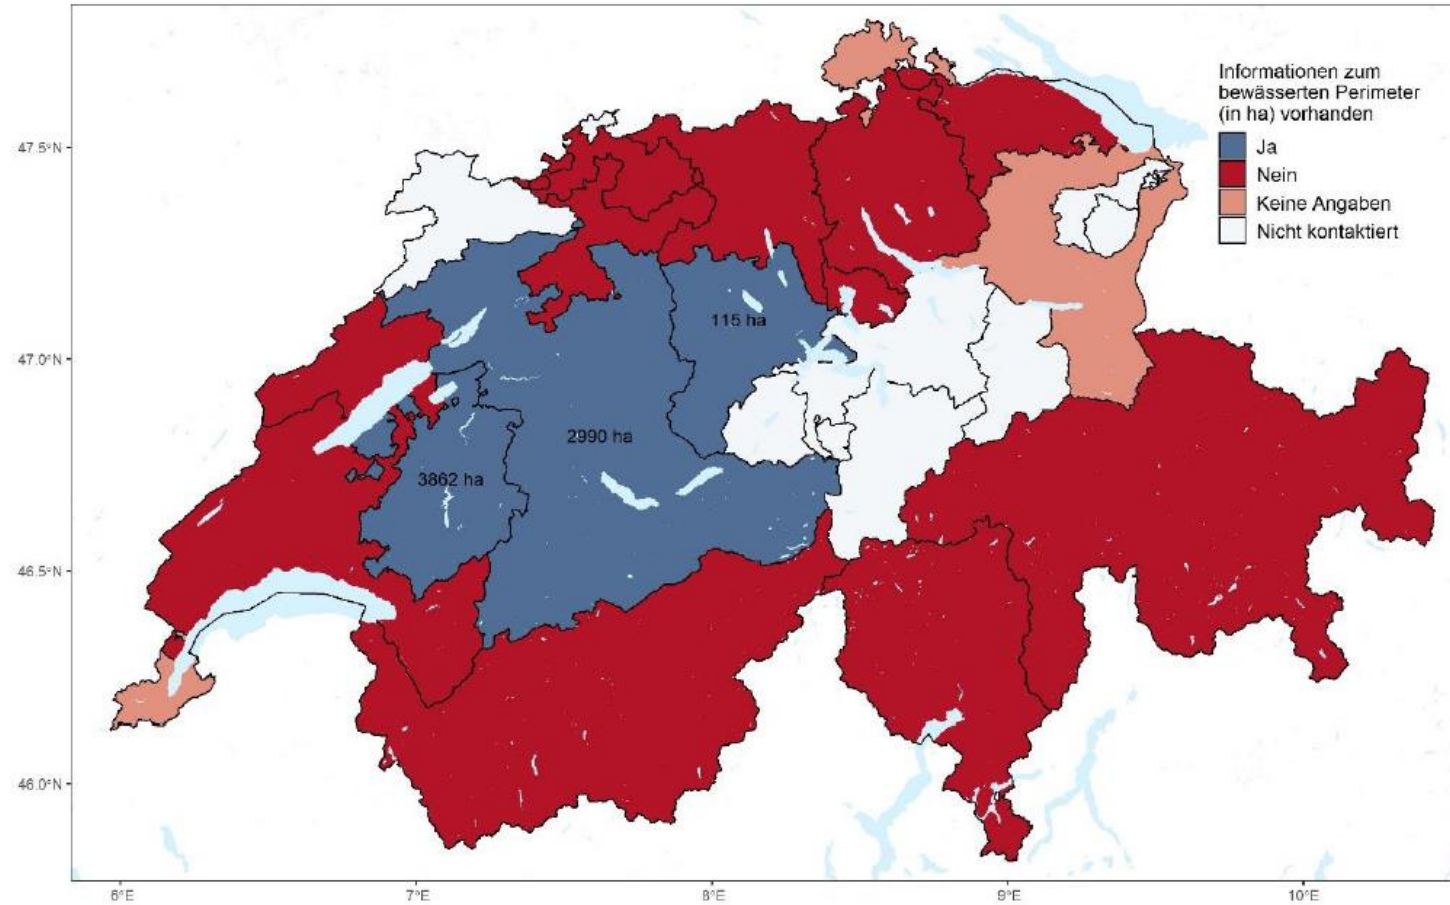 Informationen zum
bewässerten Perimeter
(in ha) vorhanden
Ja
Nein
Keine Angaben
Nicht kontaktiert
47.5°N
47.0°N
46.5°N
46.0°N
115 ha
2990 ha
3862 ha
6°E
7°E
8°E
9°E
10°E